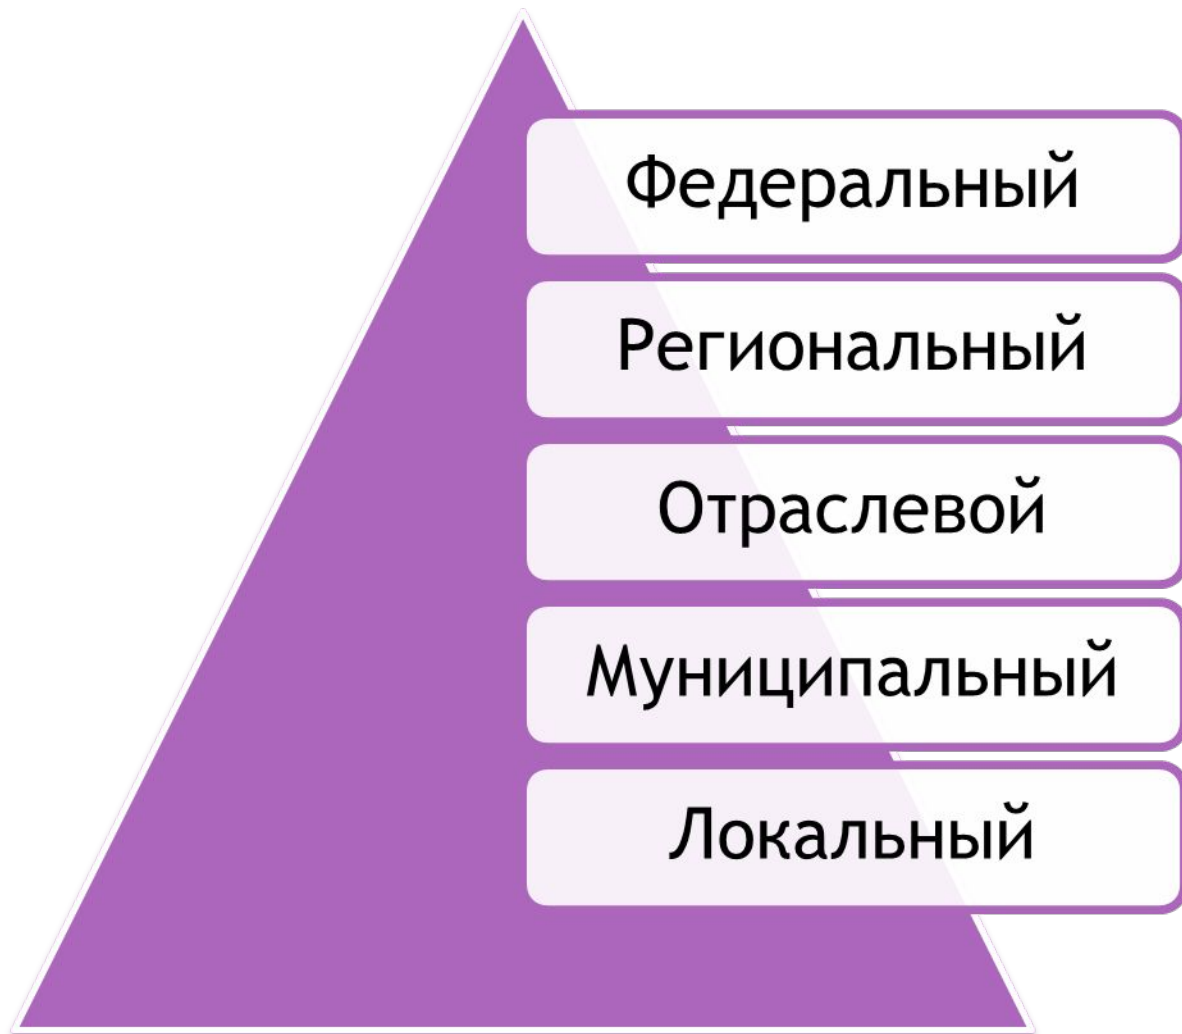 Федеральный
Региональный
Отраслевой
Муниципальный
Локальный